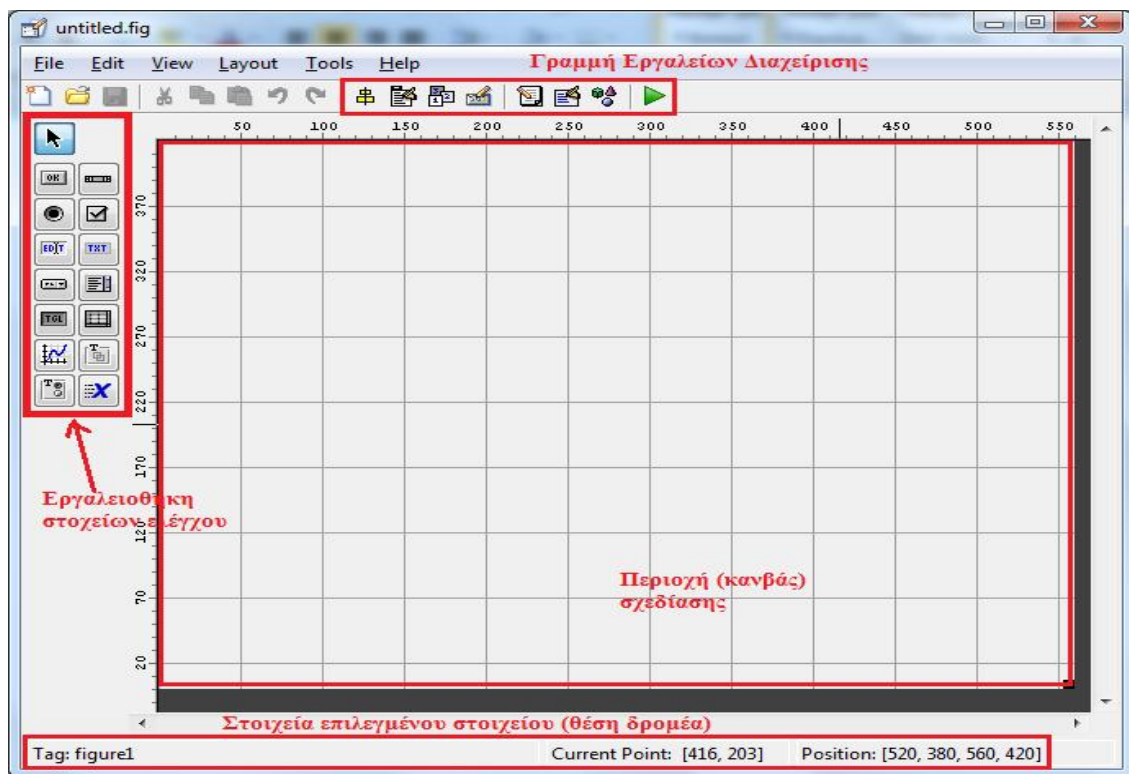 untitled.fig
File Edit View Layout Tools Help
Γραμμή Εργαλείων Διαχείρισης
50 100 150 200 250 300 350 400 450 500 550
OK
EDIT TXT
TGL
370
320
270
220
170
120
70
20
Εργαλειοθήκη
στοχείων ελέγχου
Περιοχή (κανβάς)
σχεδίασης
Στοιχεία επιλεγμένου στοιχείου (θέση δρομέα)
Tag: figure1 Current Point: [416, 203] Position: [520, 380, 560, 420]